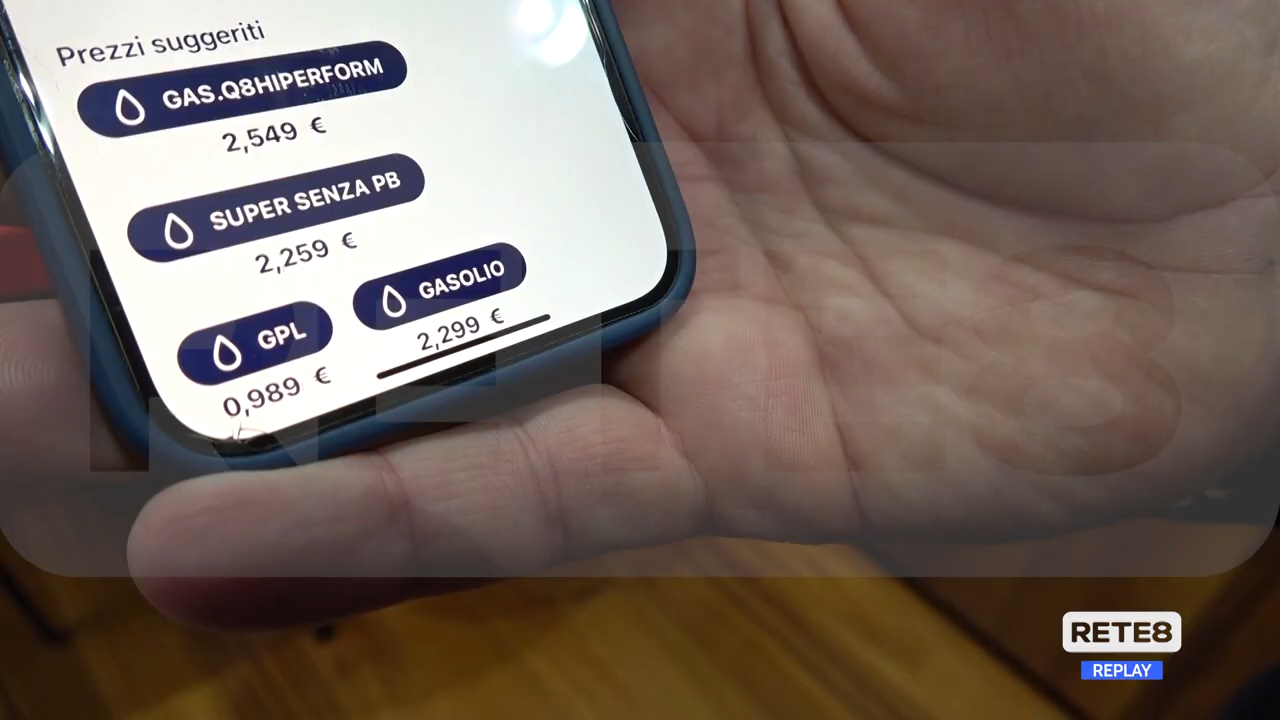 Prezzi suggeriti
GAS.Q8HIPERFORM
2,549 €
SUPER SENZA PB
2,259 €
GPL
0,989 €
GASOLIO
2,299 €
RETE8
RETE8
REPLAY